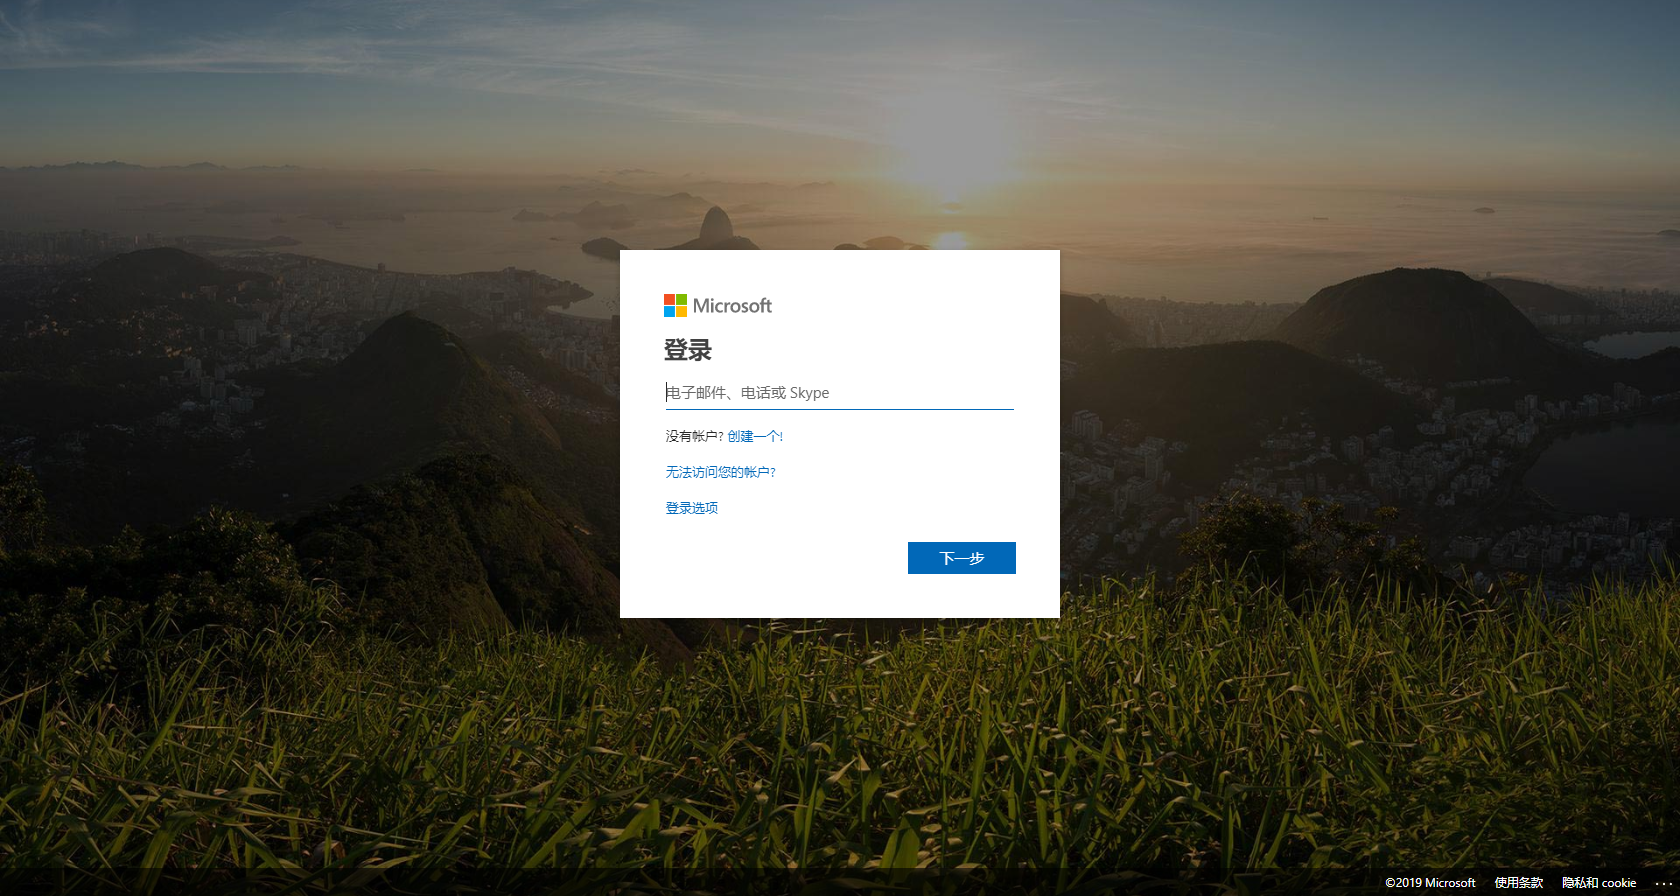 Microsoft
登录
电子邮件、电话或 Skype
没有帐户? 创建一个!
无法访问您的帐户?
登录选项
下一步
©2019 Microsoft 使用条款 隐私和 cookie ...